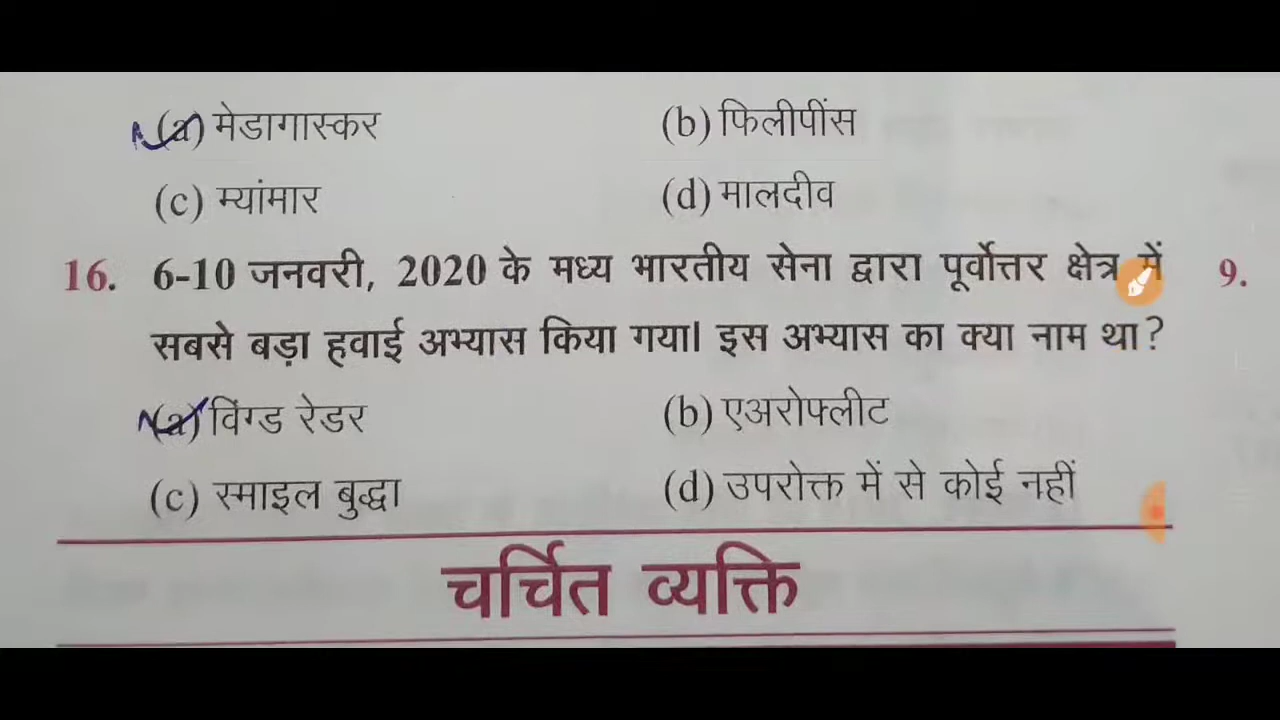 (a) मेडागास्कर (b) फिलीपींस
(c) म्यांमार (d) मालदीव
16. 6-10 जनवरी, 2020 के मध्य भारतीय सेना द्वारा पूर्वोत्तर क्षेत्र में
सबसे बड़ा हवाई अभ्यास किया गया। इस अभ्यास का क्या नाम था?
(a) विंग्ड रेडर (b) एअरोफ्लीट
(c) स्माइल बुद्धा (d) उपरोक्त में से कोई नहीं
चर्चित व्यक्ति
9.